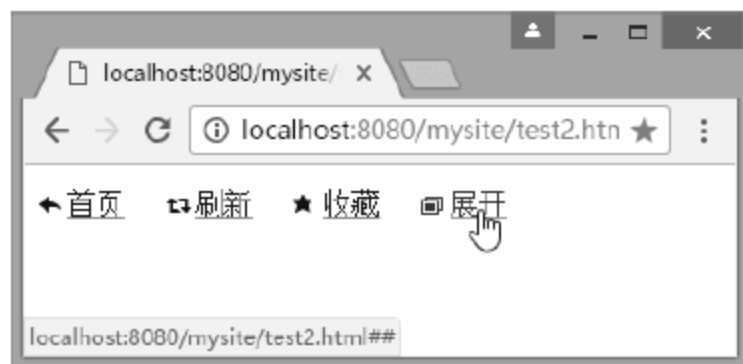 localhost:8080/mysite/
localhost:8080/mysite/test2.htn
首页 刷新 收藏 展开
localhost:8080/mysite/test2.html##